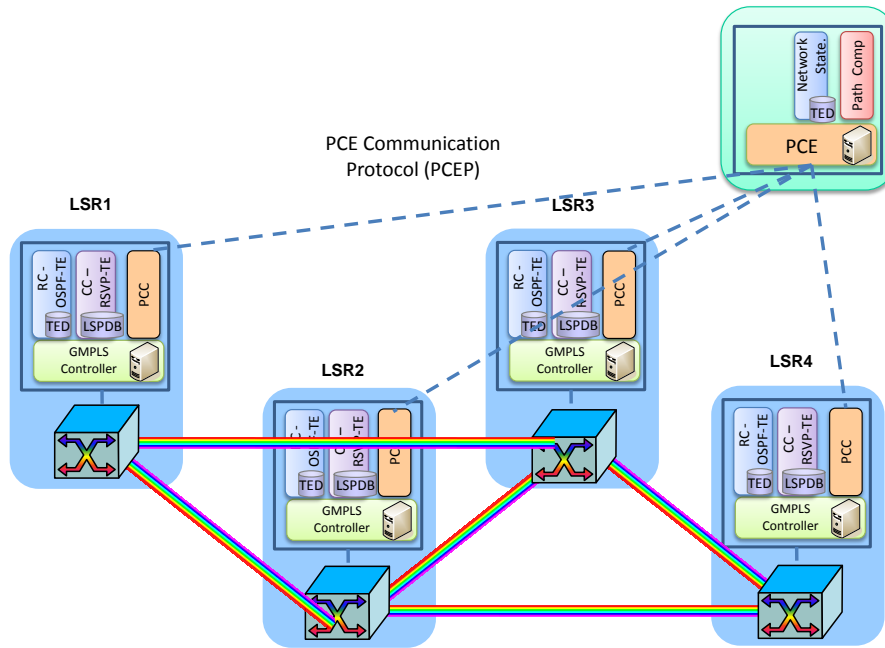 Network
State.
Path Comp
TED
PCE
PCE Communication
Protocol (PCEP)
LSR1
RC -
OSPF-TE
CC –
RSVP-TE
PCC
TED
LSPDB
GMPLS
Controller
LSR3
RC -
OSPF-TE
CC –
RSVP-TE
PCC
TED
LSPDB
GMPLS
Controller
LSR2
OSPF-TE
RSVP-TE
TED
LSPDB
GMPLS
Controller
LSR4
RC -
OSPF-TE
CC –
RSVP-TE
PCC
TED
LSPDB
GMPLS
Controller